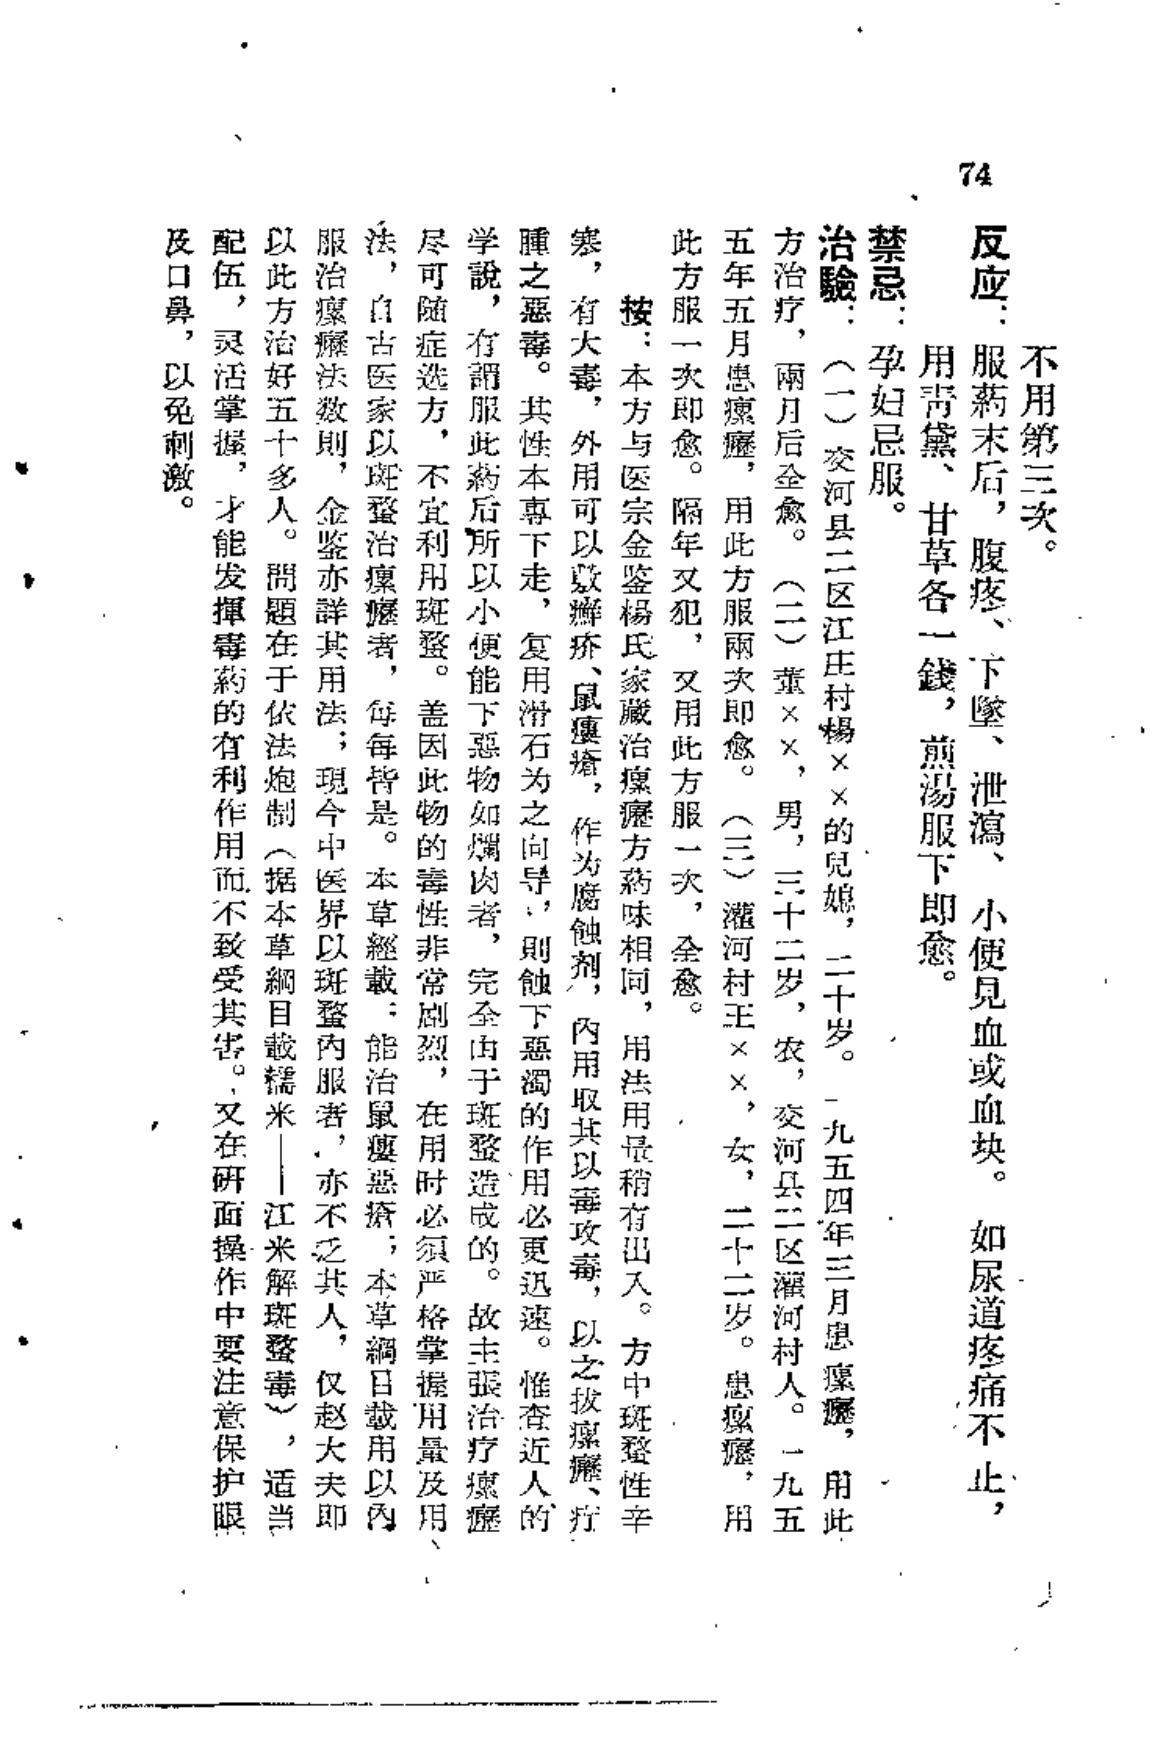 74
不用第三次。
反应：服葯末后，腹疼、下墜、泄瀉、小便見血或血块。如尿道疼痛不止，
用靑黛、甘草各一錢，煎湯服下即愈。
禁忌：孕妇忌服。
治驗：（一）交河县二区江庄村楊××的兒媳，二十岁。一九五四年三月患瘰癧，用此
方治疗，兩月后全愈。（二）董××，男，三十二岁，农，交河县二区灌河村人。一九五
五年五月患瘰癧，用此方服兩次即愈。（三）灌河村王××，女，二十二岁。患瘰癧，用
此方服一次即愈。隔年又犯，又用此方服一次，全愈。
按：本方与医宗金鉴楊氏家藏治瘰癧方葯味相同，用法用量稍有出入。方中斑蝥性辛
寒，有大毒，外用可以敷癬疥、鼠瘻瘡，作为腐蝕剂，內用取其以毒攻毒，以之拔瘰癧、疔
腫之惡毒。其性本專下走，复用滑石为之向导，則蝕下惡濁的作用必更迅速。惟查近人的
学說，有謂服此葯后所以小便能下惡物如爛肉者，完全由于斑蝥造成的。故主張治疗瘰癧
尽可随症选方，不宜利用斑蝥。盖因此物的毒性非常剧烈，在用时必须严格掌握用量及用
法，自古医家以斑蝥治瘰癧者，每每皆是。本草經載：能治鼠瘻惡瘡；本草綱目載用以內
服治瘰癧法数則，金鉴亦詳其用法；現今中医界以斑蝥內服者，亦不乏其人，仅赵大夫即
以此方治好五十多人。問題在于依法炮制（据本草綱目載糯米——江米解斑蝥毒），适当
配伍，灵活掌握，才能发揮毒葯的有利作用而不致受其害。又在硏面操作中要注意保护眼
及口鼻，以免刺激。